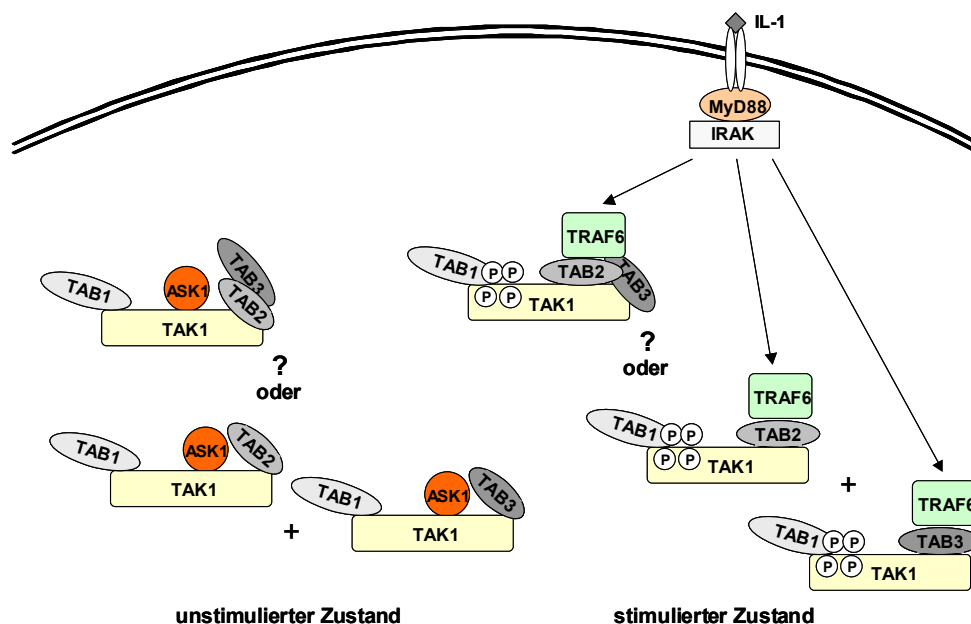 IL-1
MyD88
IRAK
TRAF6
TAB1
P P
TAB2
TAB3
P P
TAK1
?
oder
TAB1
ASK1
TAB3
TAB2
TAK1
?
oder
TAB1
ASK1
TAB2
TAK1
+
TAB1
ASK1
TAB3
TAK1
TRAF6
TAB1
P P
TAB2
P P
TAK1
+
TRAF6
TAB1
P P
TAB3
P P
TAK1
unstimulierter Zustand
stimulierter Zustand